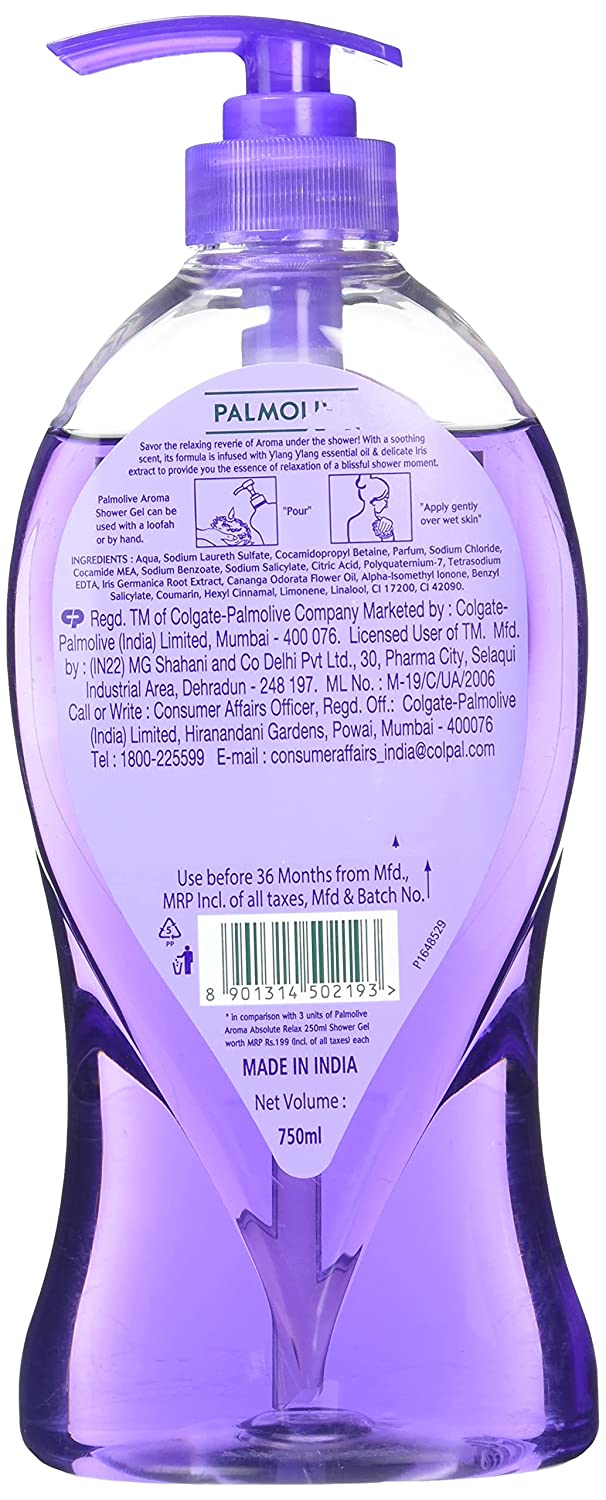 PALMOLIV
Savor the relaxing reverie of Aroma under the shower! With a soothing
scent, its formula is infused with Ylang Ylang essential oil & delicate Iris
extract to provide you the essence of relaxation of a blissful shower moment.
Palmolive Aroma
Shower Gel can be
used with a loofah
or by hand.
"Pour"
"Apply gently
over wet skin"
INGREDIENTS : Aqua, Sodium Laureth Sulfate, Cocamidopropyl Betaine, Parfum, Sodium Chloride,
Cocamide MEA, Sodium Benzoate, Sodium Salicylate, Citric Acid, Polyquaternium-7, Tetrasodium
EDTA, Iris Germanica Root Extract, Cananga Odorata Flower Oil, Alpha-Isomethyl Ionone, Benzyl
Salicylate, Coumarin, Hexyl Cinnamal, Limonene, Linalool, CI 17200, CI 42090.
CP Regd. TM of Colgate-Palmolive Company Marketed by : Colgate-
Palmolive (India) Limited, Mumbai - 400 076. Licensed User of TM. Mfd.
by : (IN22) MG Shahani and Co Delhi Pvt Ltd., 30, Pharma City, Selaqui
Industrial Area, Dehradun - 248 197. ML No. : M-19/C/UA/2006
Call or Write : Consumer Affairs Officer, Regd. Off.: Colgate-Palmolive
(India) Limited, Hiranandani Gardens, Powai, Mumbai - 400076
Tel : 1800-225599 E-mail : consumeraffairs_india@colpal.com
Use before 36 Months from Mfd.,
MRP Incl. of all taxes, Mfd & Batch No.
P1648529
5
PP
8 901314 502193 >
* in comparison with 3 units of Palmolive
Aroma Absolute Relax 250ml Shower Gel
worth MRP Rs.199 (Incl. of all taxes) each
MADE IN INDIA
Net Volume :
750ml